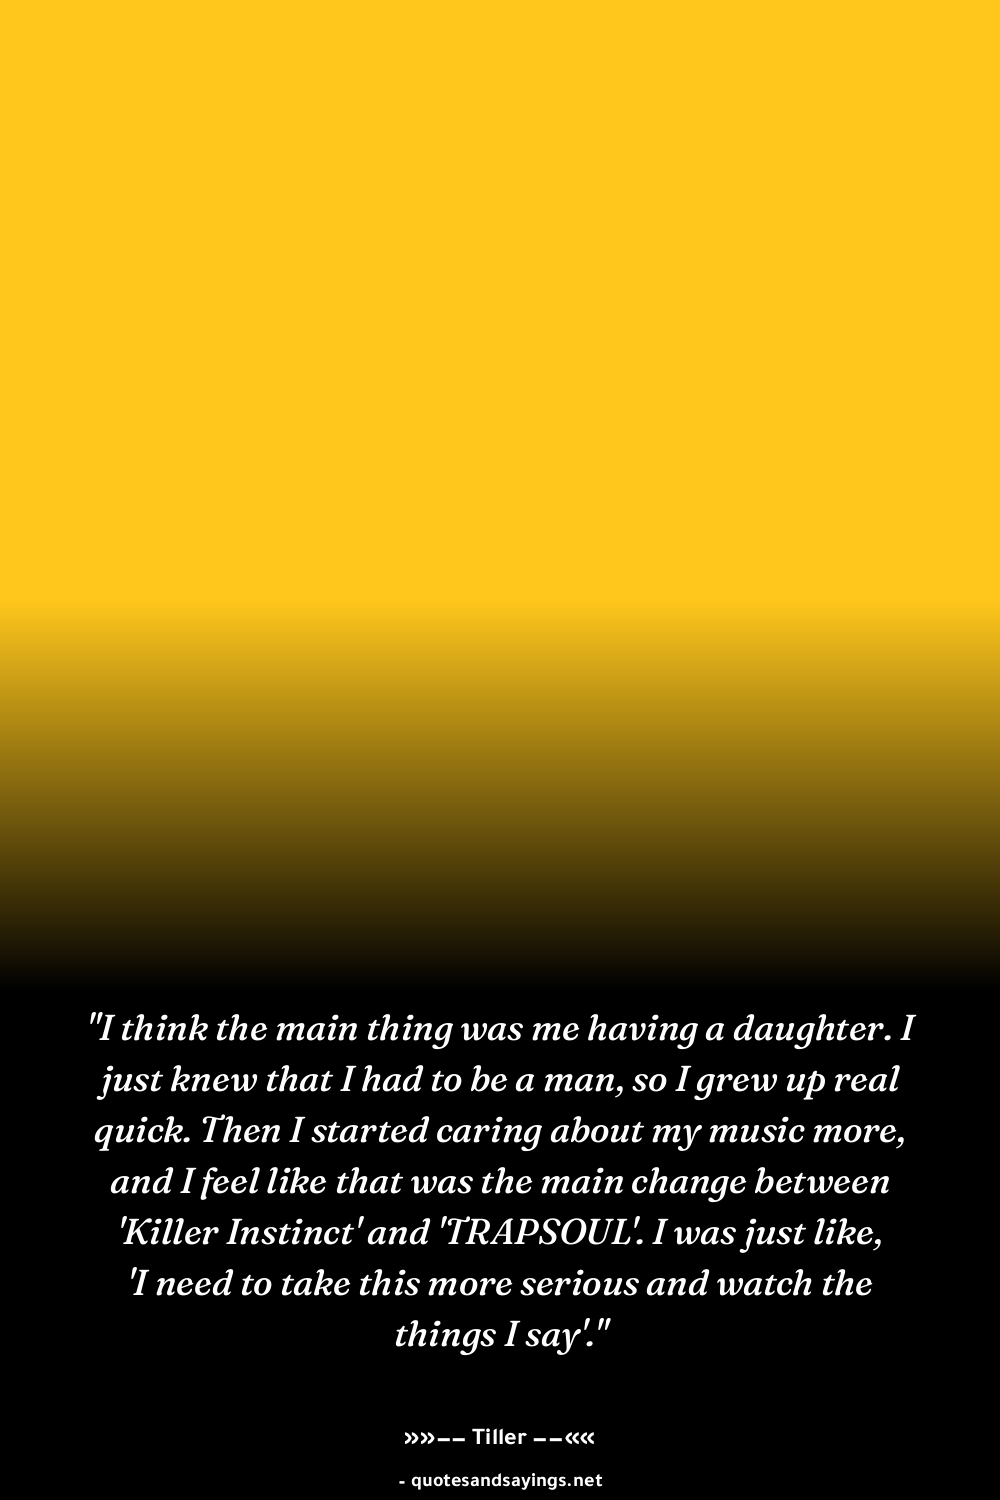 "I think the main thing was me having a daughter. I
just knew that I had to be a man, so I grew up real
quick. Then I started caring about my music more,
and I feel like that was the main change between
'Killer Instinct' and 'TRAPSOUL'. I was just like,
'I need to take this more serious and watch the
things I say'."
»»–– Tiller ––««
- quotesandsayings.net